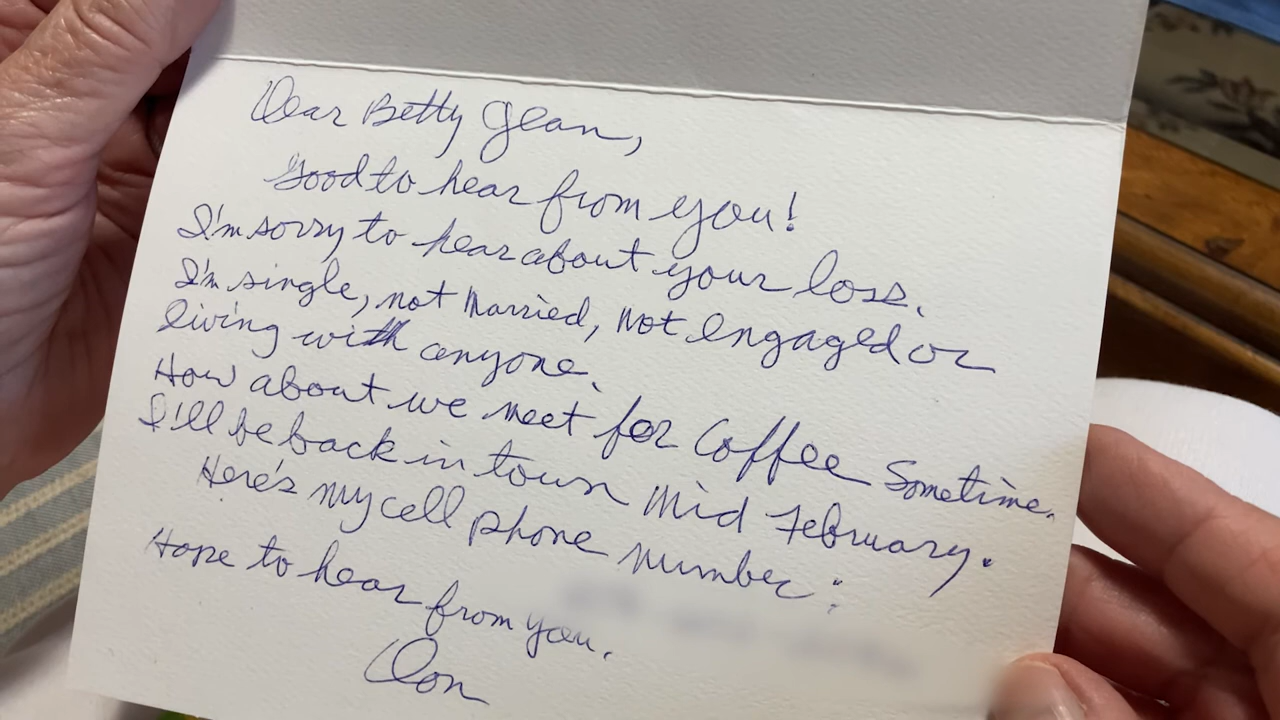 Dear Betty Jean,
Good to hear from you!
I'm sorry to hear about your loss.
I'm single, not Married, Not engaged or
living with anyone.
How about we meet for Coffee Sometime.
I'll be back in town Mid February.
Here's My cell phone number:
Hope to hear from you.
Don